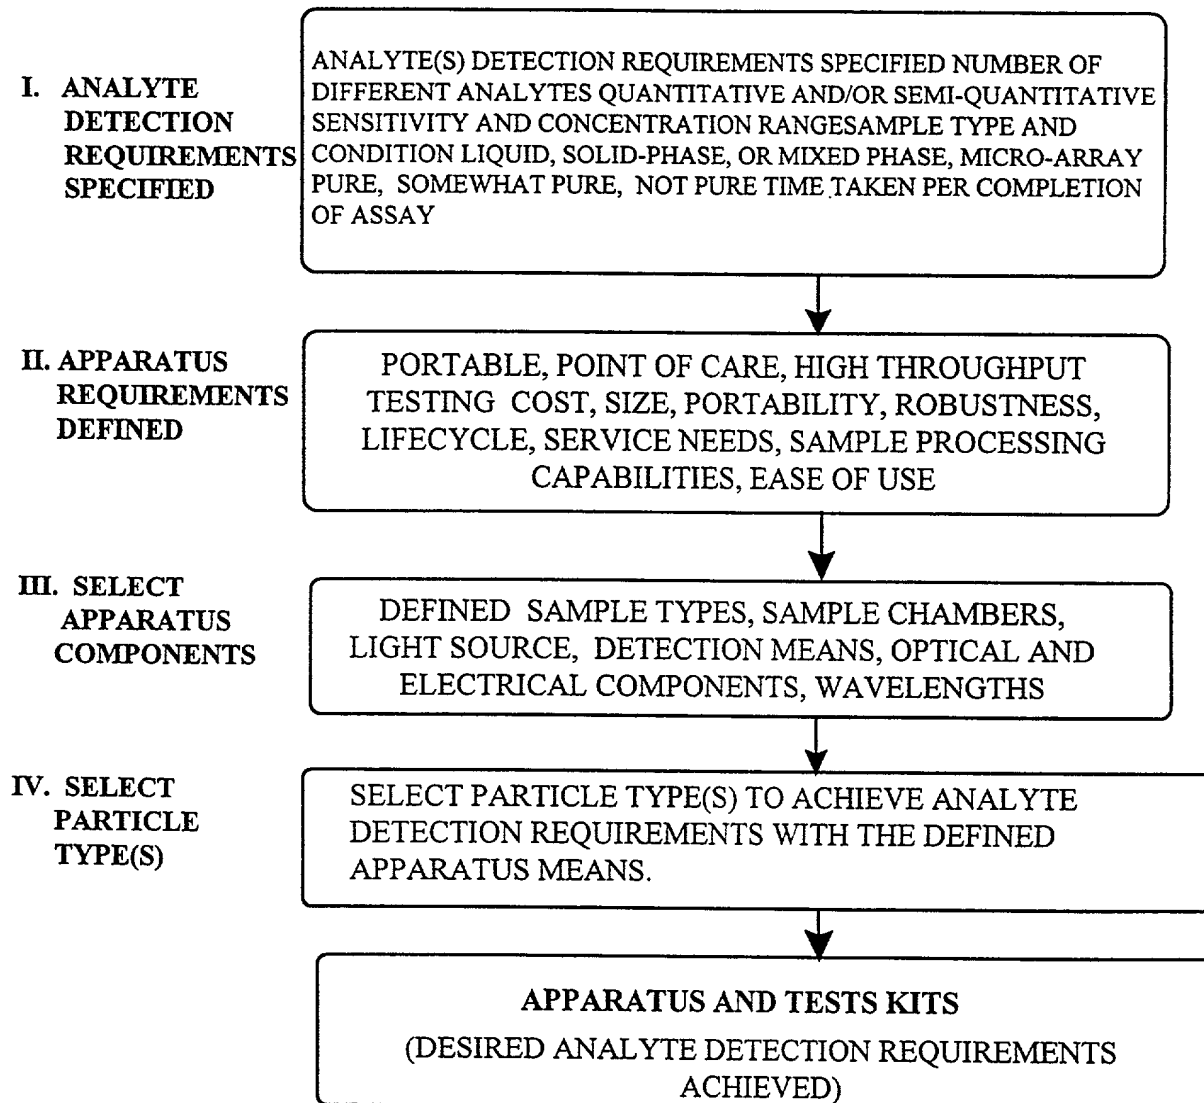 I. ANALYTE
DETECTION
REQUIREMENTS
SPECIFIED
ANALYTE(S) DETECTION REQUIREMENTS SPECIFIED NUMBER OF
DIFFERENT ANALYTES QUANTITATIVE AND/OR SEMI-QUANTITATIVE
SENSITIVITY AND CONCENTRATION RANGESAMPLE TYPE AND
CONDITION LIQUID, SOLID-PHASE, OR MIXED PHASE, MICRO-ARRAY
PURE, SOMEWHAT PURE, NOT PURE TIME TAKEN PER COMPLETION
OF ASSAY
II. APPARATUS
REQUIREMENTS
DEFINED
PORTABLE, POINT OF CARE, HIGH THROUGHPUT
TESTING COST, SIZE, PORTABILITY, ROBUSTNESS,
LIFECYCLE, SERVICE NEEDS, SAMPLE PROCESSING
CAPABILITIES, EASE OF USE
III. SELECT
APPARATUS
COMPONENTS
DEFINED SAMPLE TYPES, SAMPLE CHAMBERS,
LIGHT SOURCE, DETECTION MEANS, OPTICAL AND
ELECTRICAL COMPONENTS, WAVELENGTHS
IV. SELECT
PARTICLE
TYPE(S)
SELECT PARTICLE TYPE(S) TO ACHIEVE ANALYTE
DETECTION REQUIREMENTS WITH THE DEFINED
APPARATUS MEANS.
APPARATUS AND TESTS KITS
(DESIRED ANALYTE DETECTION REQUIREMENTS
ACHIEVED)